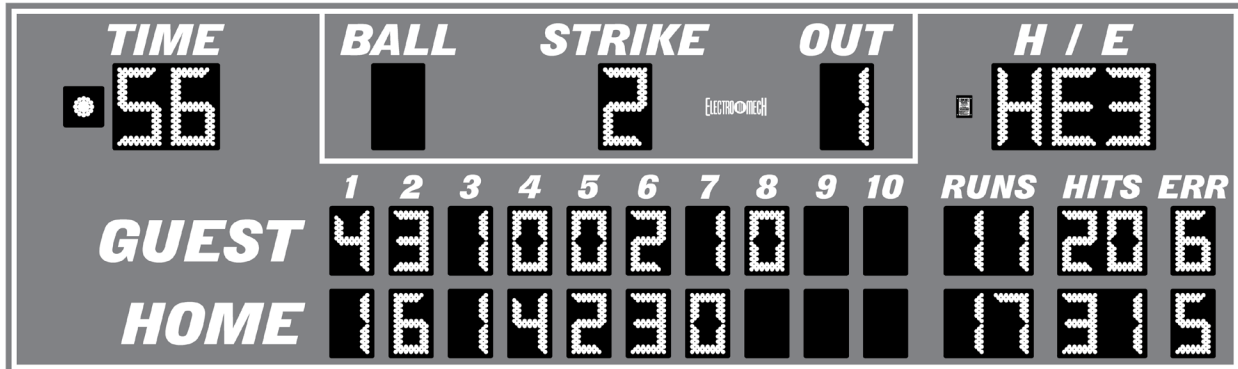 TIME BALL STRIKE OUT H / E
56 2 ELECTRO MECH 1 HE3
1 2 3 4 5 6 7 8 9 10 RUNS HITS ERR
GUEST 4 3 1 0 0 2 1 0 11 20 6
HOME 1 6 1 4 2 3 0 17 31 5